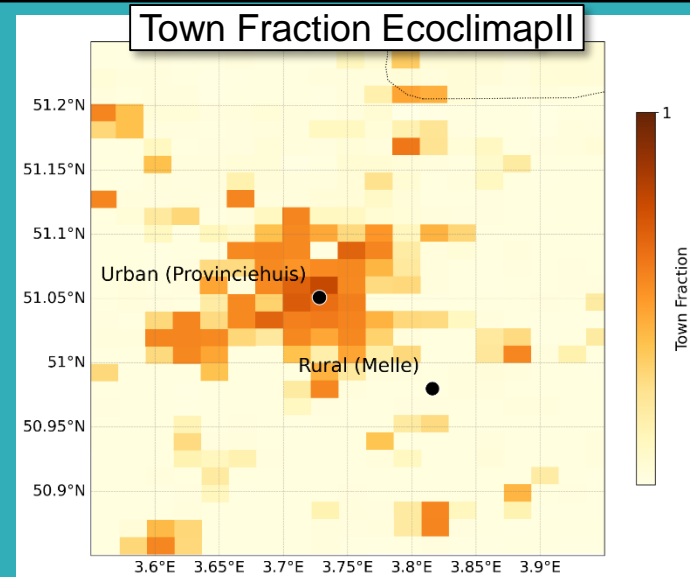 Town Fraction EcoclimapII
51.2°N
51.15°N
51.1°N
Urban (Provinciehuis)
51.05°N
51°N
Rural (Melle)
50.95°N
50.9°N
3.6°E 3.65°E 3.7°E 3.75°E 3.8°E 3.85°E 3.9°E
1
Town Fraction